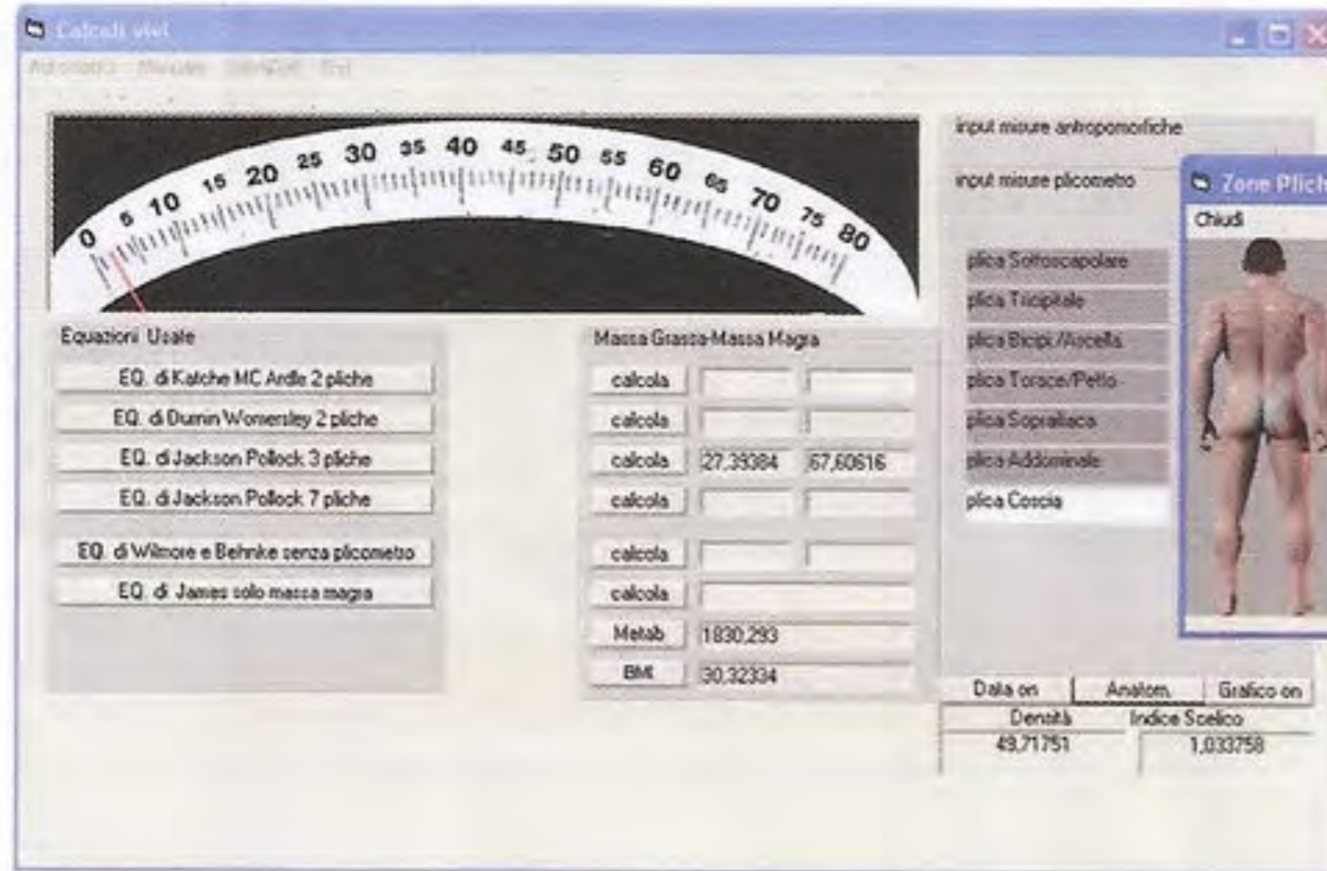 Calcoli vivi
0 5 10 15 20 25 30 35 40 45 50 55 60 65 70 75 80
input misure antropomorfiche
input misure plicometro
Zone Plich
Chiudi
plica Sottoscapolare
plica Tricipitale
plica Bicipi./Ascella.
plica Torace/Petto
plica Sopraliaca
plica Addominale
plica Coscia
Equazioni Usate
EQ. di Katche MC Ardle 2 pliche
EQ. di Durnin Womersley 2 pliche
EQ. di Jackson Pollock 3 pliche
EQ. di Jackson Pollock 7 pliche
EQ. di Wilmore e Behnke senza plicometro
EQ. di James solo massa magra
Massa Grassa-Massa Magra
calcola
calcola
calcola 27,39384 67,60616
calcola
calcola
calcola
Metab 1830,293
BMI 30,32334
Data on Anatom. Grafico on
Densità Indice Scelico
49,71751 1,033758